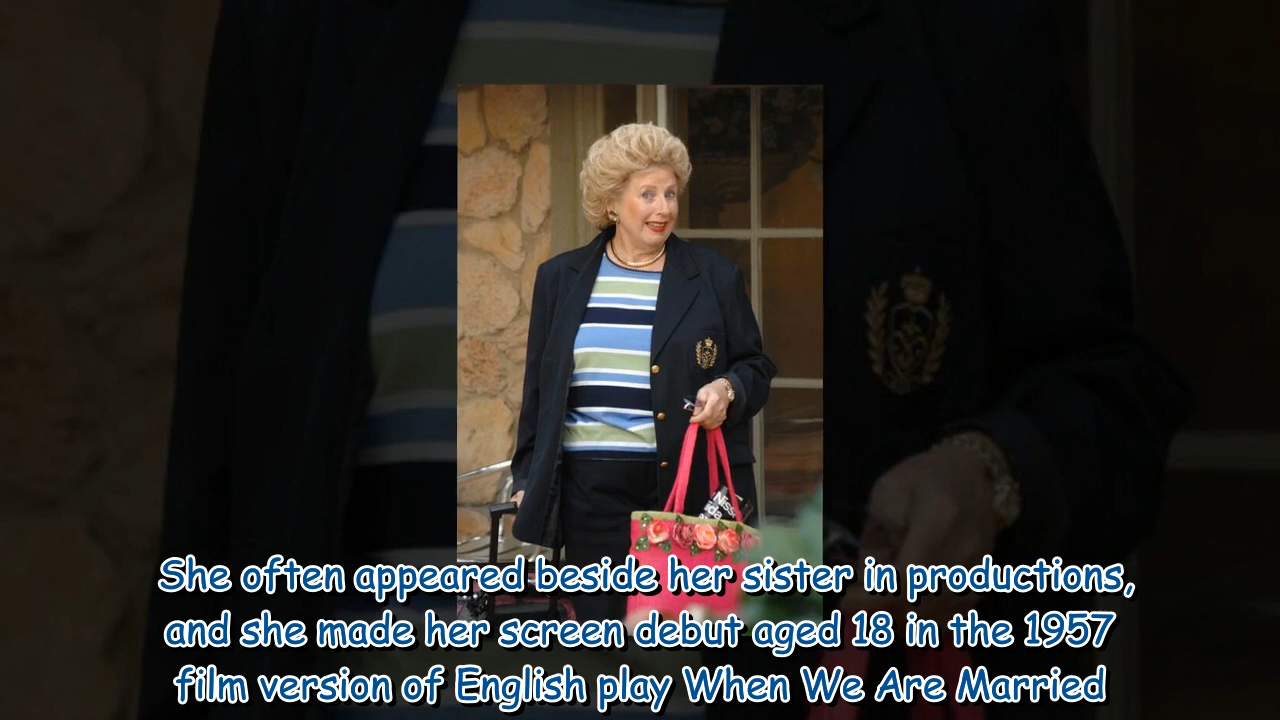 She often appeared beside her sister in productions,
and she made her screen debut aged 18 in the 1957
film version of English play When We Are Married